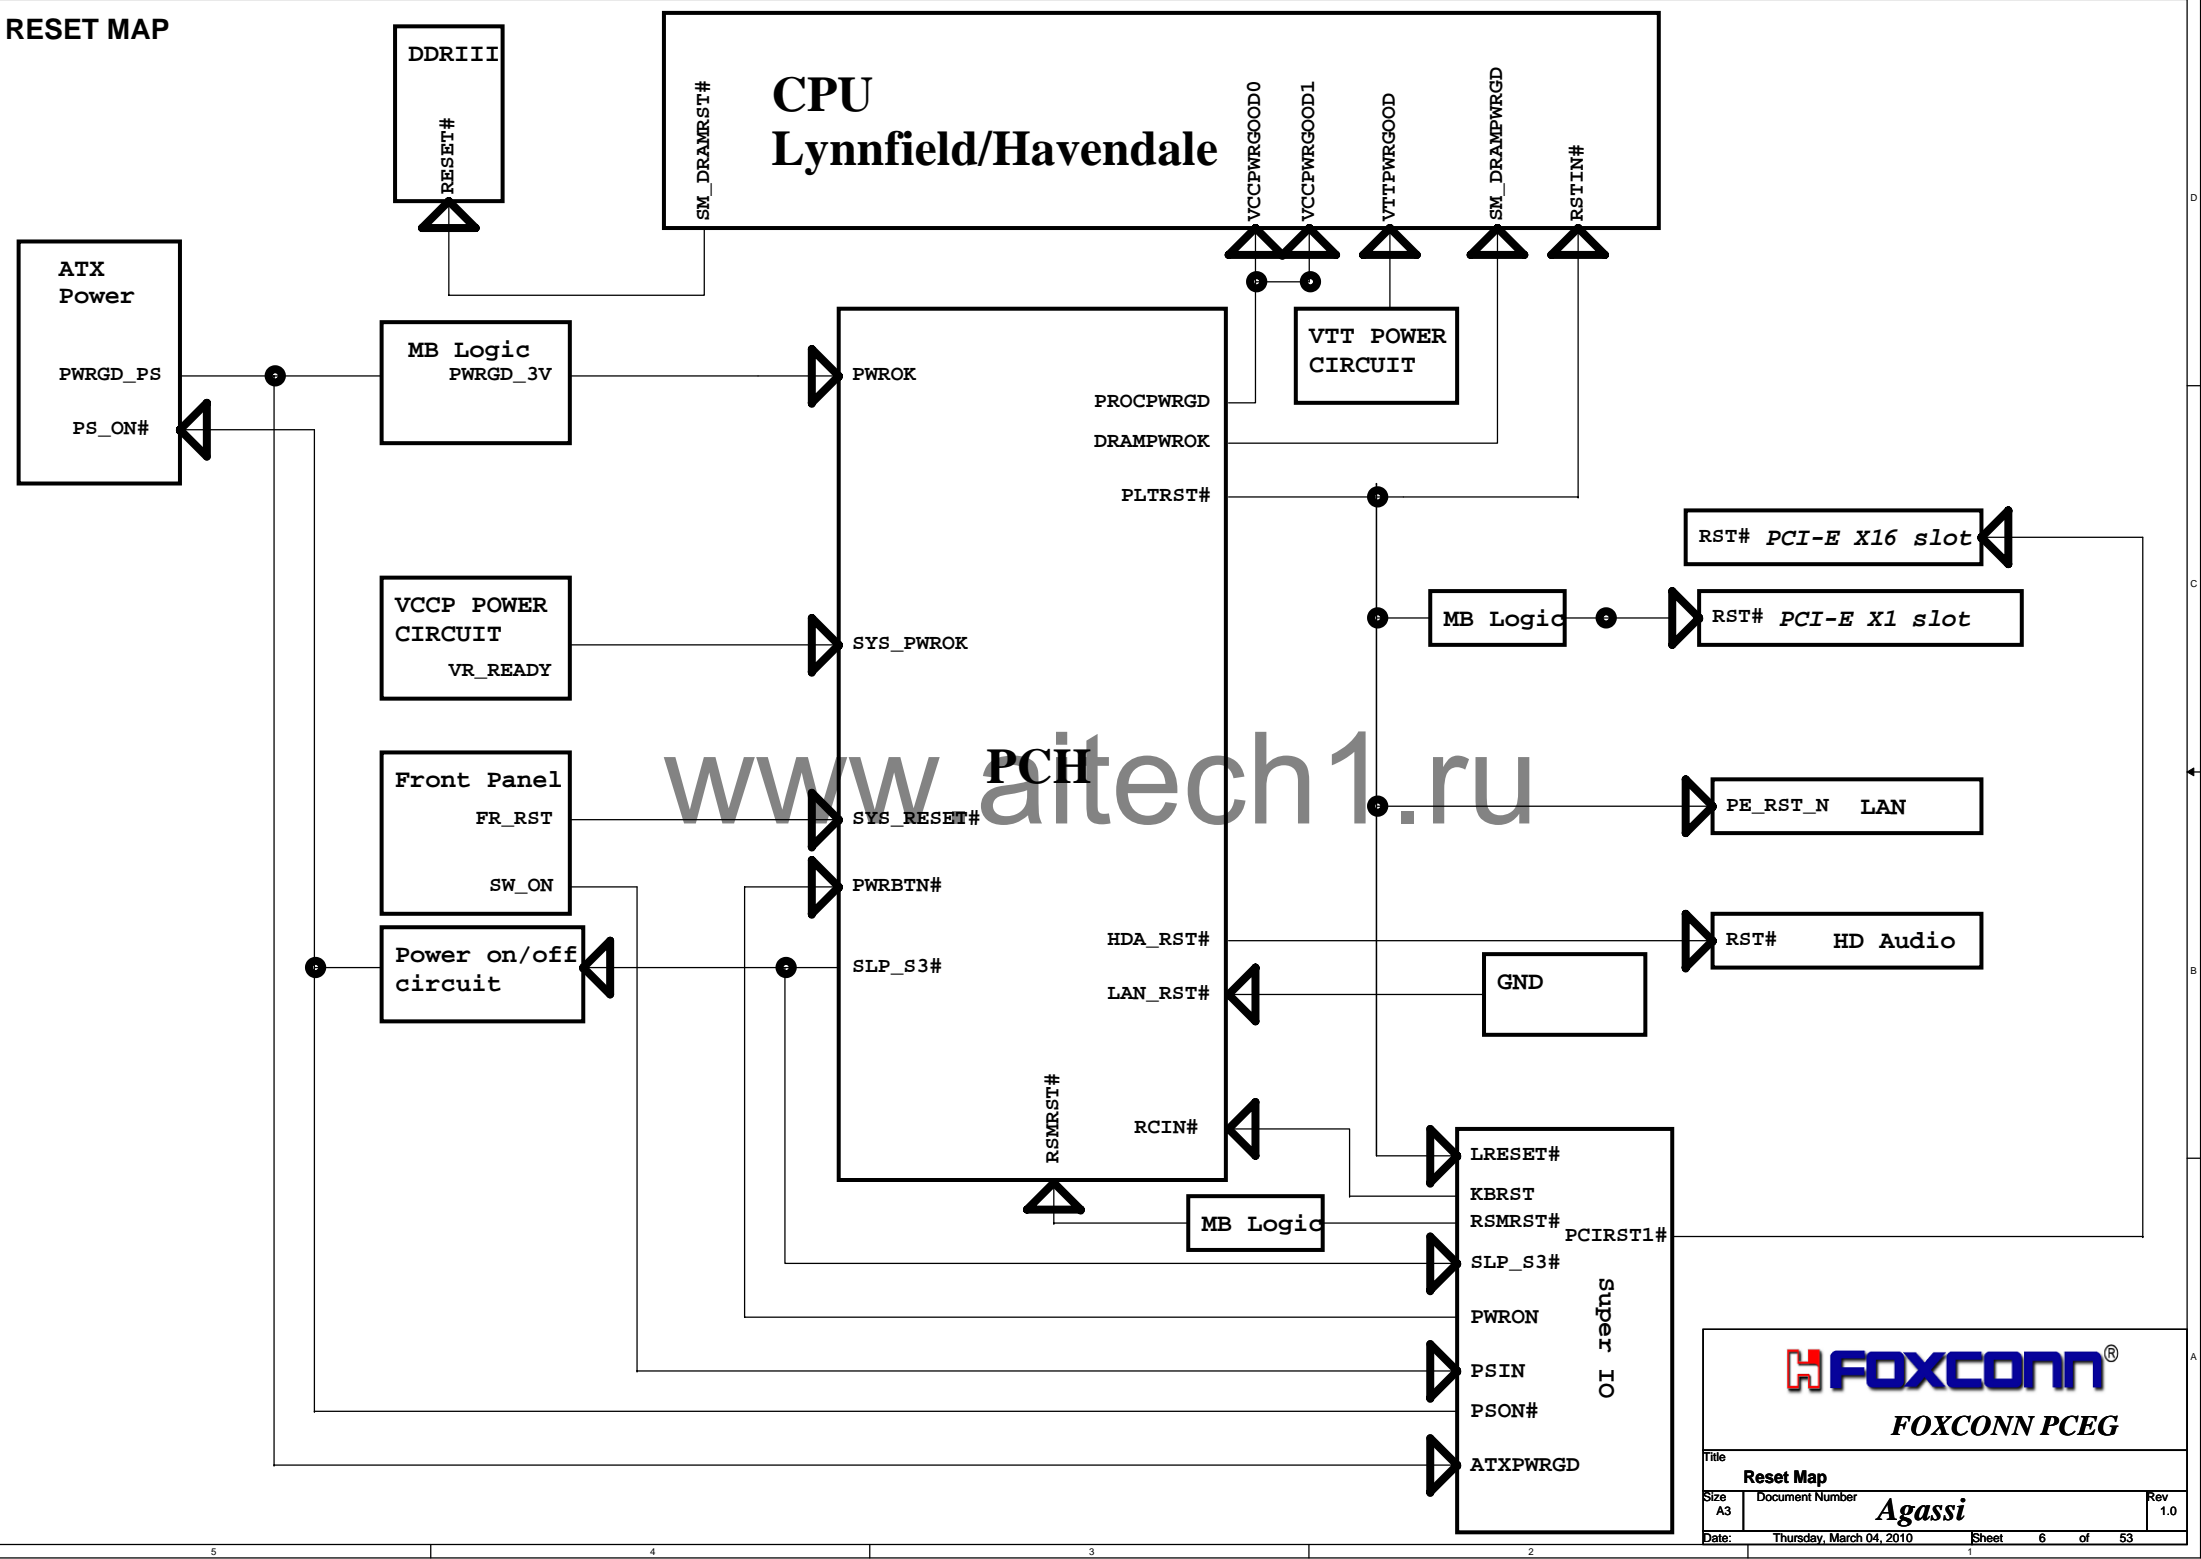 RESET MAP
DDRIII
RESET#
CPU
Lynnfield/Havendale
SM_DRAMRST#
VCCPWRGOOD0
VCCPWRGOOD1
VTTPWRGOOD
SM_DRAMPWRGD
RSTIN#
D
ATX
Power
PWRGD_PS
PS_ON#
MB Logic
PWRGD_3V
PWROK
VTT POWER
CIRCUIT
PROCPWRGD
DRAMPWROK
PLTRST#
RST# PCI-E X16 slot
C
VCCP POWER
CIRCUIT
VR_READY
SYS_PWROK
MB Logic
RST# PCI-E X1 slot
PCH
www.aitech1.ru
Front Panel
FR_RST
SW_ON
SYS_RESET#
PWRBTN#
PE_RST_N LAN
Power on/off
circuit
SLP_S3#
HDA_RST#
RST# HD Audio
LAN_RST#
GND
B
RSMRST#
RCIN#
MB Logic
LRESET#
KBRST
RSMRST#
PCIRST1#
SLP_S3#
PWRON
PSIN
PSON#
ATXPWRGD
Super IO
A
FOXCONN®
FOXCONN PCEG
Title
Reset Map
Size
A3
Document Number
Agassi
Rev
1.0
Date: Thursday, March 04, 2010 Sheet 6 of 53
5 4 3 2 1